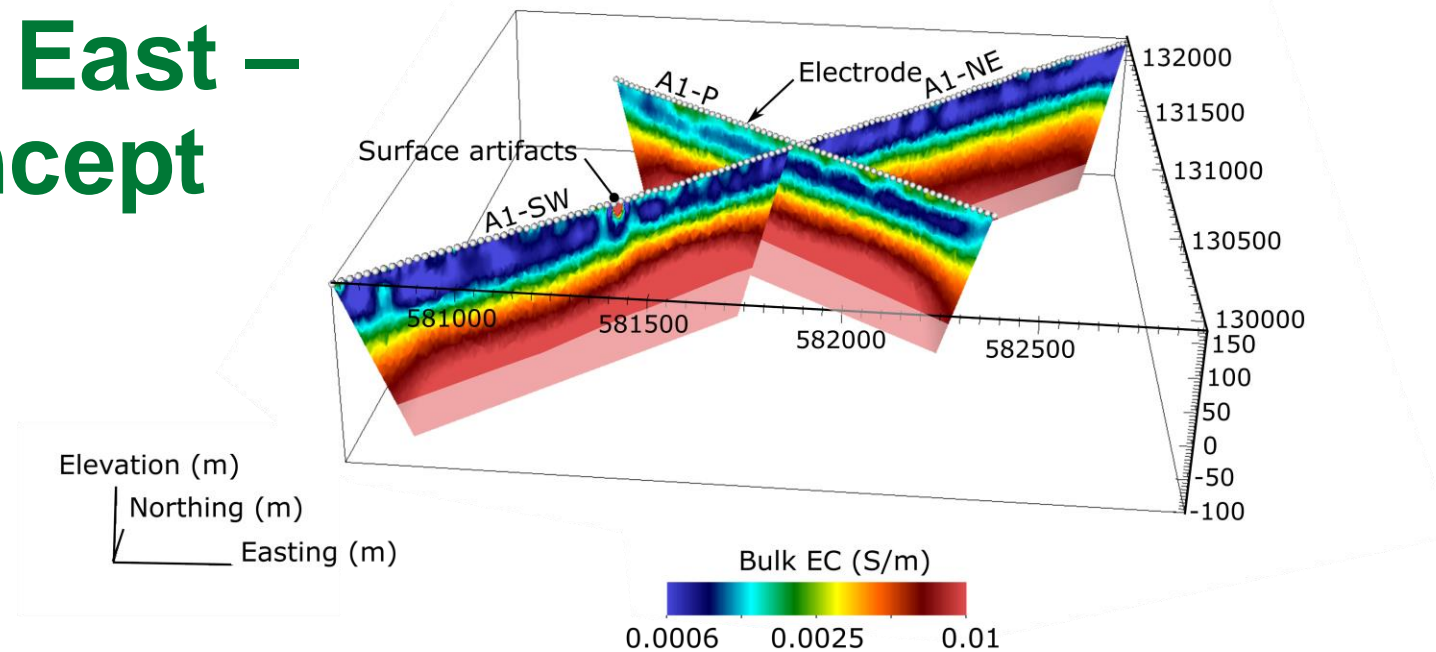 East –
ncept
Electrode
A1-P
A1-NE
Surface artifacts
A1-SW
132000
131500
131000
130500
130000
581000
581500
582000
582500
150
100
50
0
-50
-100
Elevation (m)
Northing (m)
Easting (m)
Bulk EC (S/m)
0.0006 0.0025 0.01